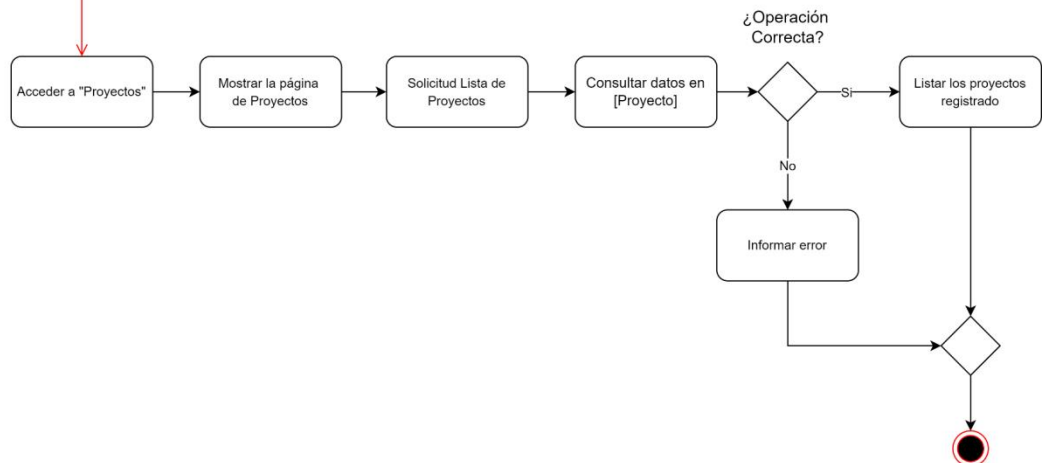 ¿Operación
Correcta?
Acceder a "Proyectos"
Mostrar la página
de Proyectos
Solicitud Lista de
Proyectos
Consultar datos en
[Proyecto]
Si
Listar los proyectos
registrado
No
Informar error